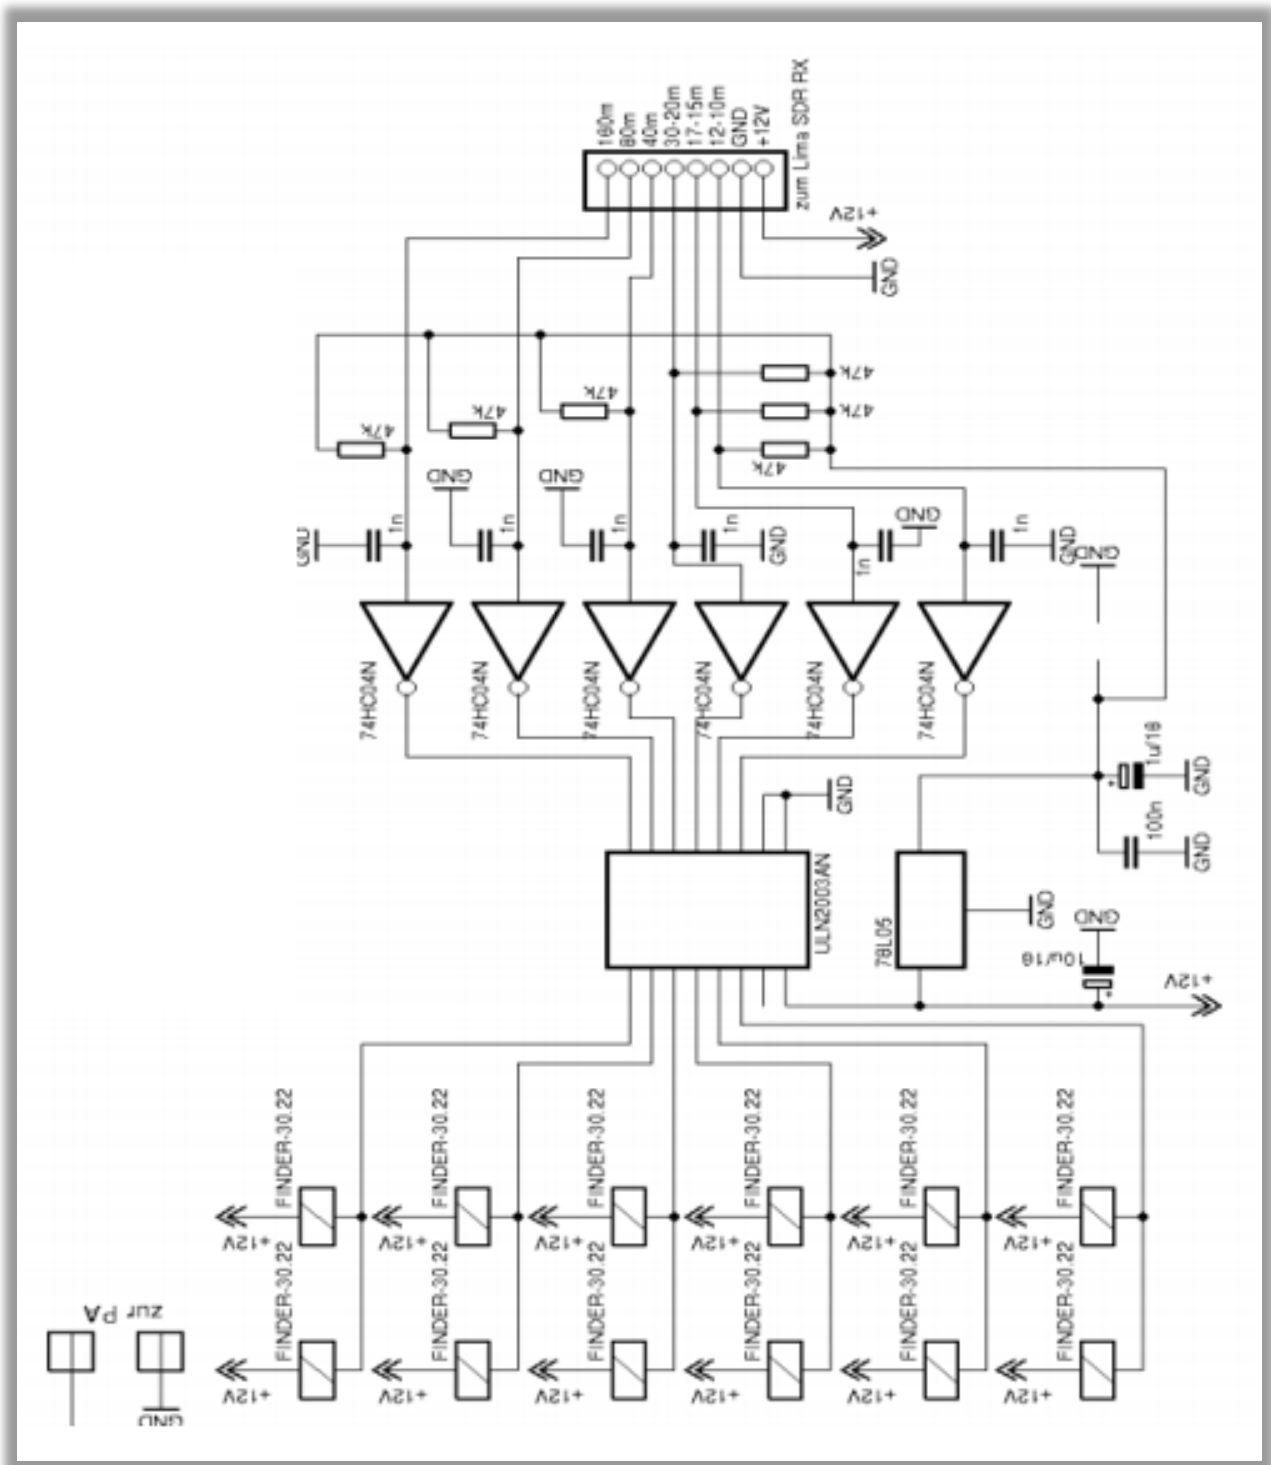 160m
80m
40m
30-20m
17-15m
12-10m
GND
+12V
zum Lima SDR RX
+12V
GND
47k
47k
47k
47k
47k
47k
GND
GND
GND
1n
1n
1n
1n
GND
1n
GND
1n
GND
GND
74HC04N
74HC04N
74HC04N
74HC04N
74HC04N
74HC04N
1u/16
GND
GND
100n
GND
ULN2003AN
78L05
GND
GND
10u/16
+12V
FINDER-30.22
FINDER-30.22
FINDER-30.22
FINDER-30.22
FINDER-30.22
FINDER-30.22
+12V
+12V
+12V
+12V
+12V
+12V
FINDER-30.22
FINDER-30.22
FINDER-30.22
FINDER-30.22
FINDER-30.22
FINDER-30.22
zur PA
+12V
+12V
+12V
+12V
+12V
+12V
GND